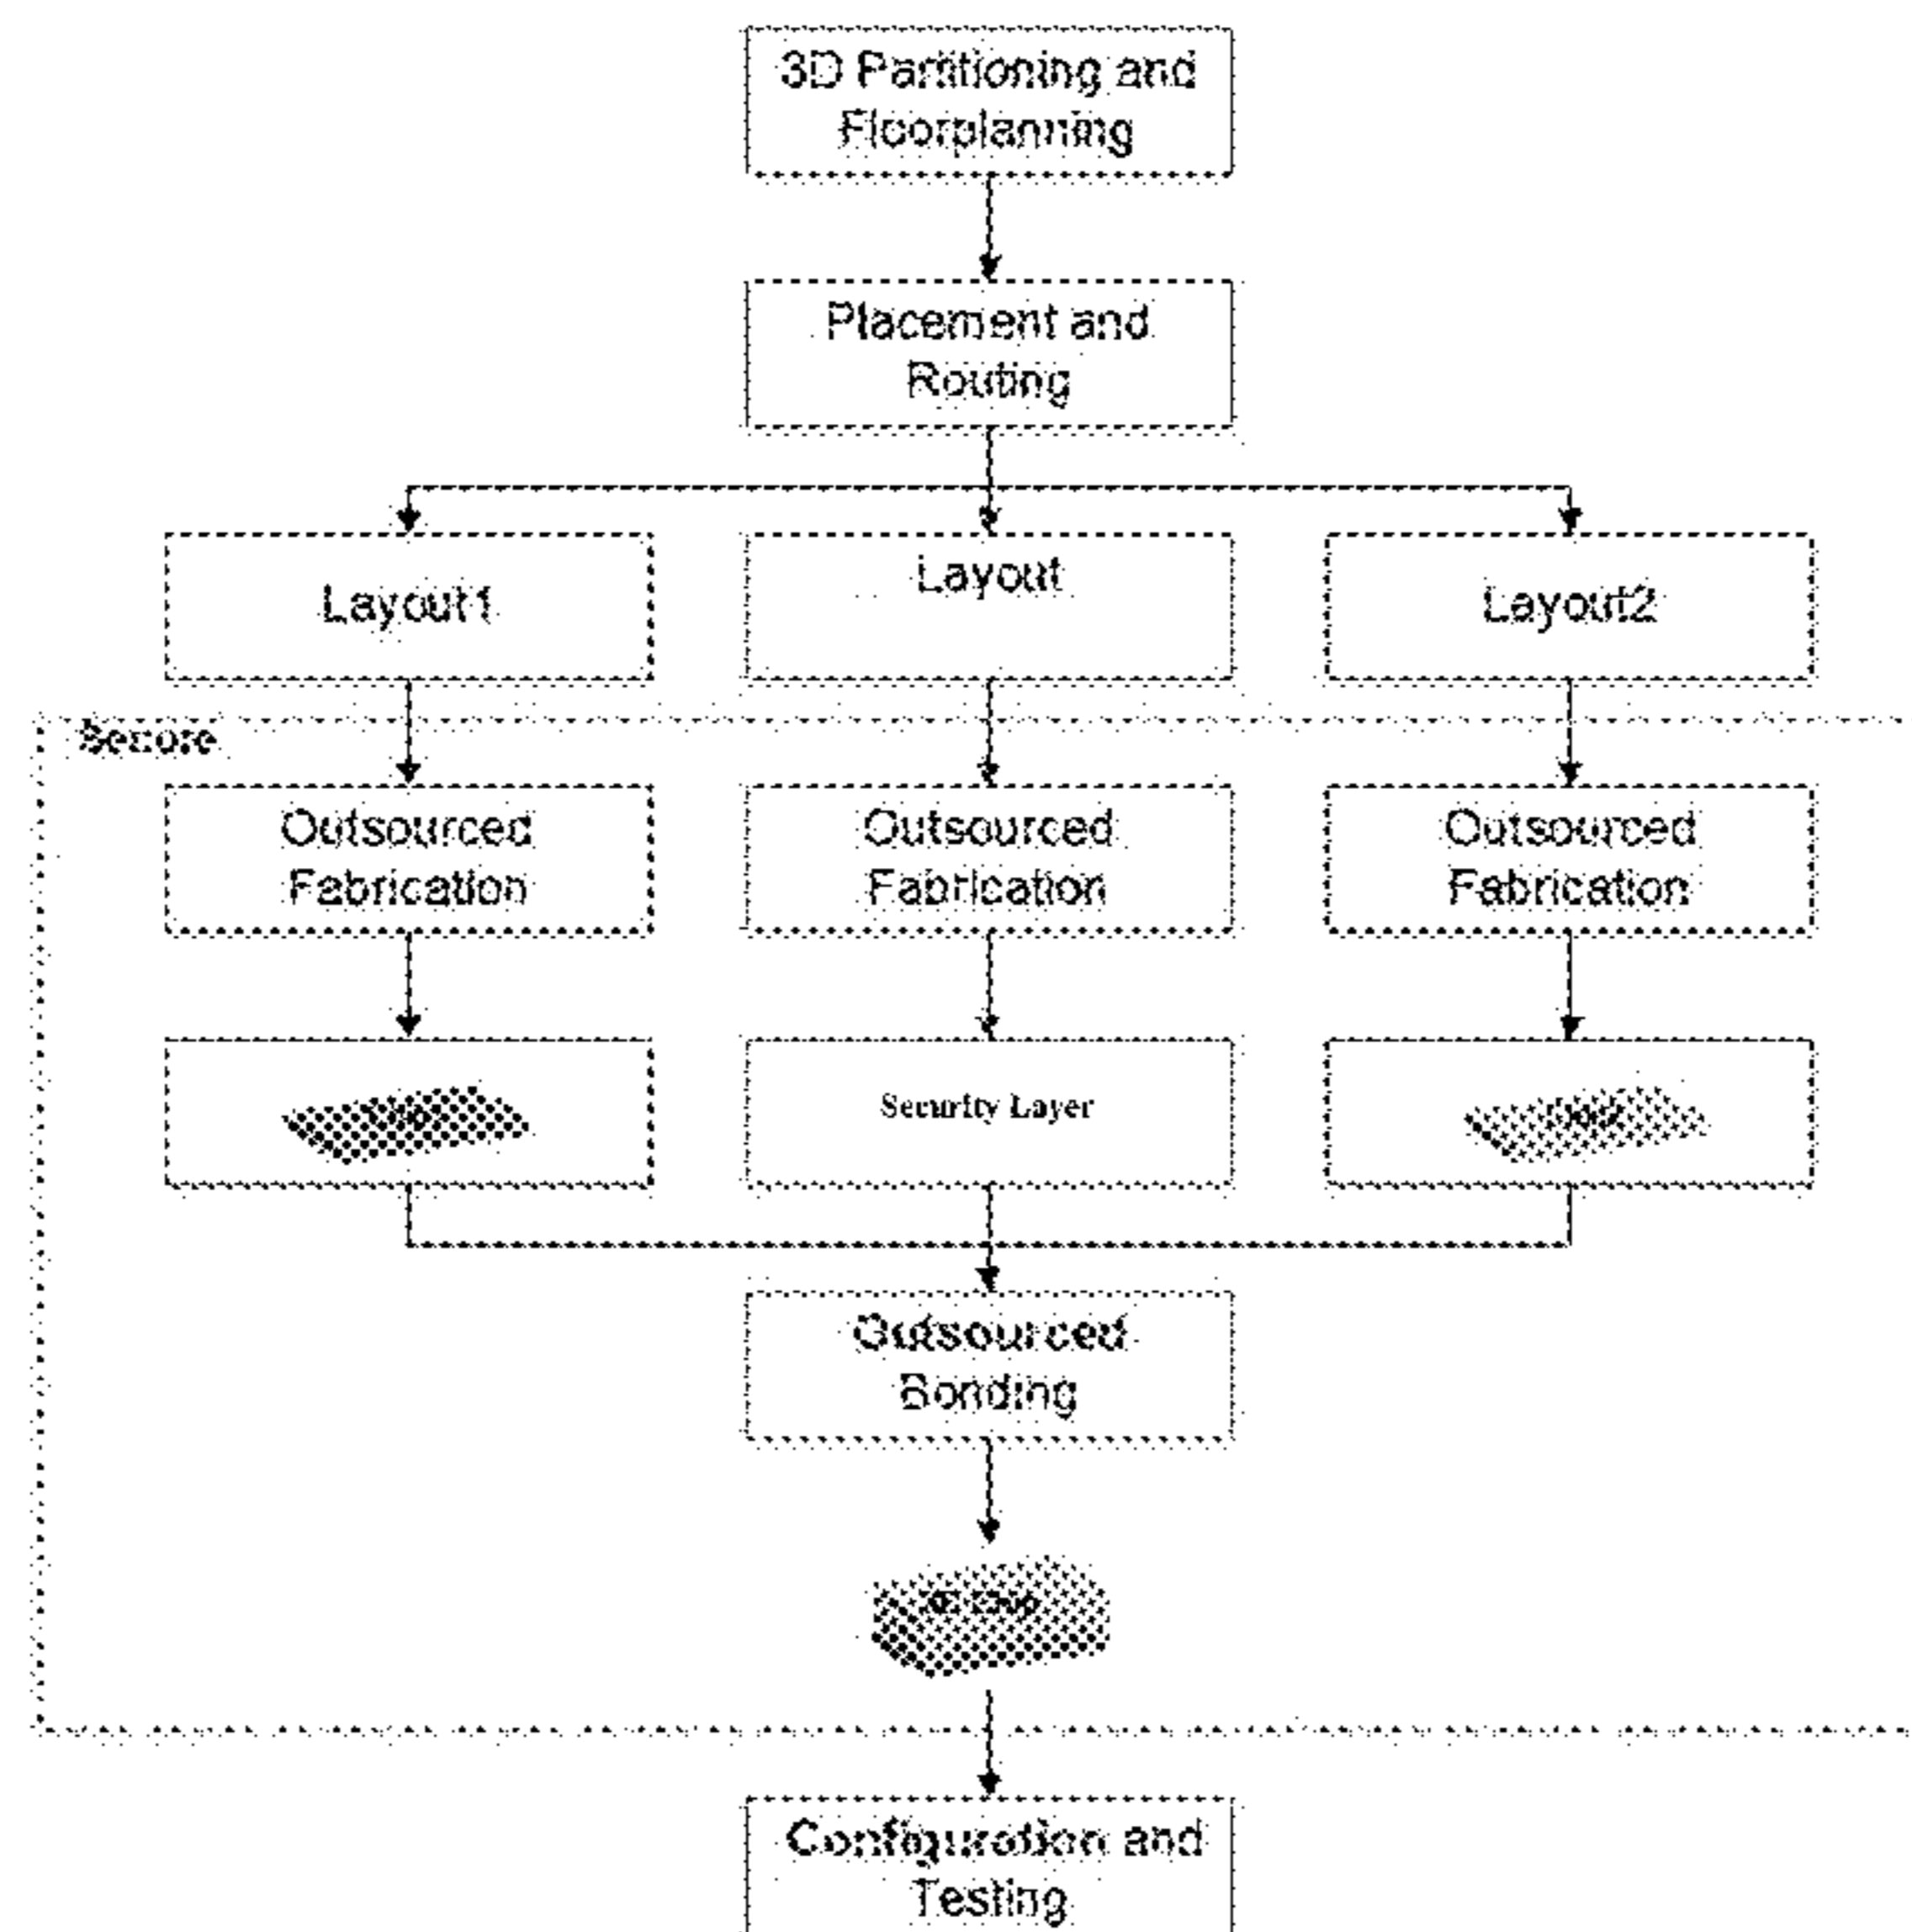 3D Partitioning and
Floorplanning
Placement and
Routing
Layout1
Layout
Layout2
Secure
Outsourced
Fabrication
Outsourced
Fabrication
Outsourced
Fabrication
Security Layer
Outsourced
Bonding
Configuration and
Testing